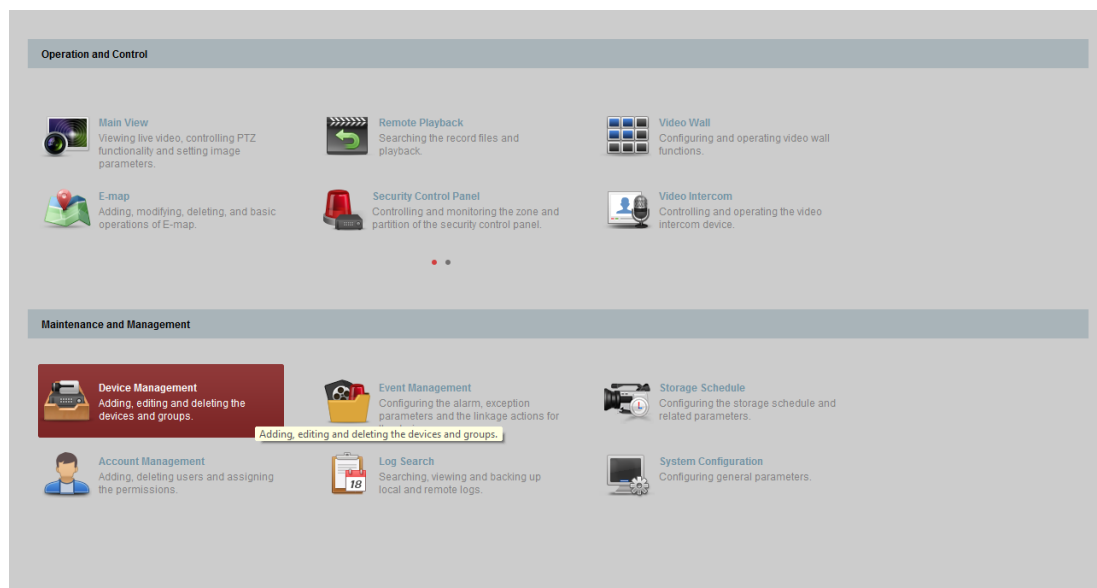 Operation and Control
Main View
Viewing live video, controlling PTZ
functionality and setting image
parameters.
Remote Playback
Searching the record files and
playback.
Video Wall
Configuring and operating video wall
functions.
E-map
Adding, modifying, deleting, and basic
operations of E-map.
Security Control Panel
Controlling and monitoring the zone and
partition of the security control panel.
Video Intercom
Controlling and operating the video
intercom device.
Maintenance and Management
Device Management
Adding, editing and deleting the
devices and groups.
Event Management
Configuring the alarm, exception
parameters and the linkage actions for
Adding, editing and deleting the devices and groups.
Storage Schedule
Configuring the storage schedule and
related parameters.
Account Management
Adding, deleting users and assigning
the permissions.
18
Log Search
Searching, viewing and backing up
local and remote logs.
System Configuration
Configuring general parameters.